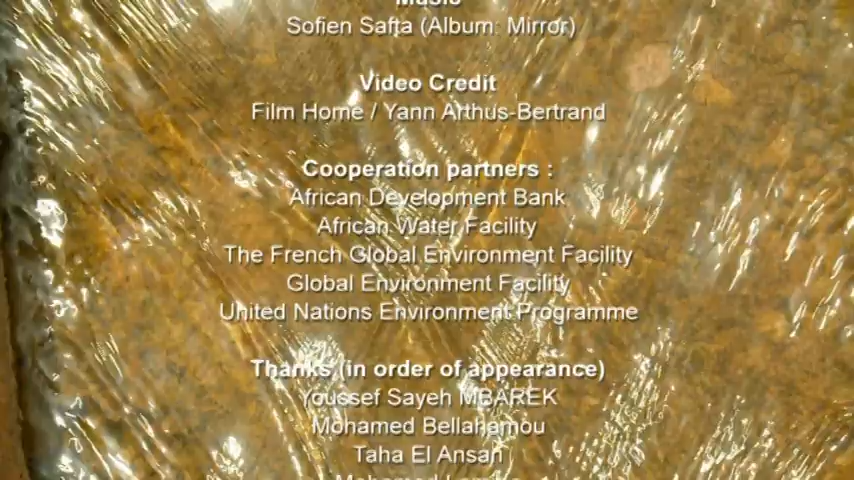 Music
Sofien Safta (Album: Mirror)
Video Credit
Film Home / Yann Arthus-Bertrand
Cooperation partners :
African Development Bank
African Water Facility
The French Global Environment Facility
Global Environment Facility
United Nations Environment Programme
Thanks (in order of appearance)
Youssef Sayeh MBAREK
Mohamed Bellahamou
Taha El Ansari
Mohamed